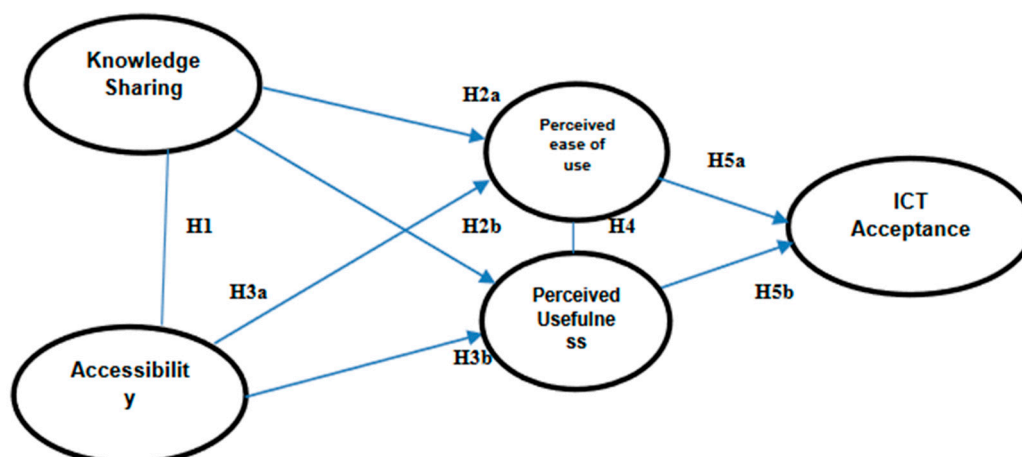 Knowledge
Sharing
H2a
Perceived
ease of
use
H5a
ICT
Acceptance
H1
H2b
H4
H3a
Perceived
Usefulne
ss
H5b
H3b
Accessibilit
y